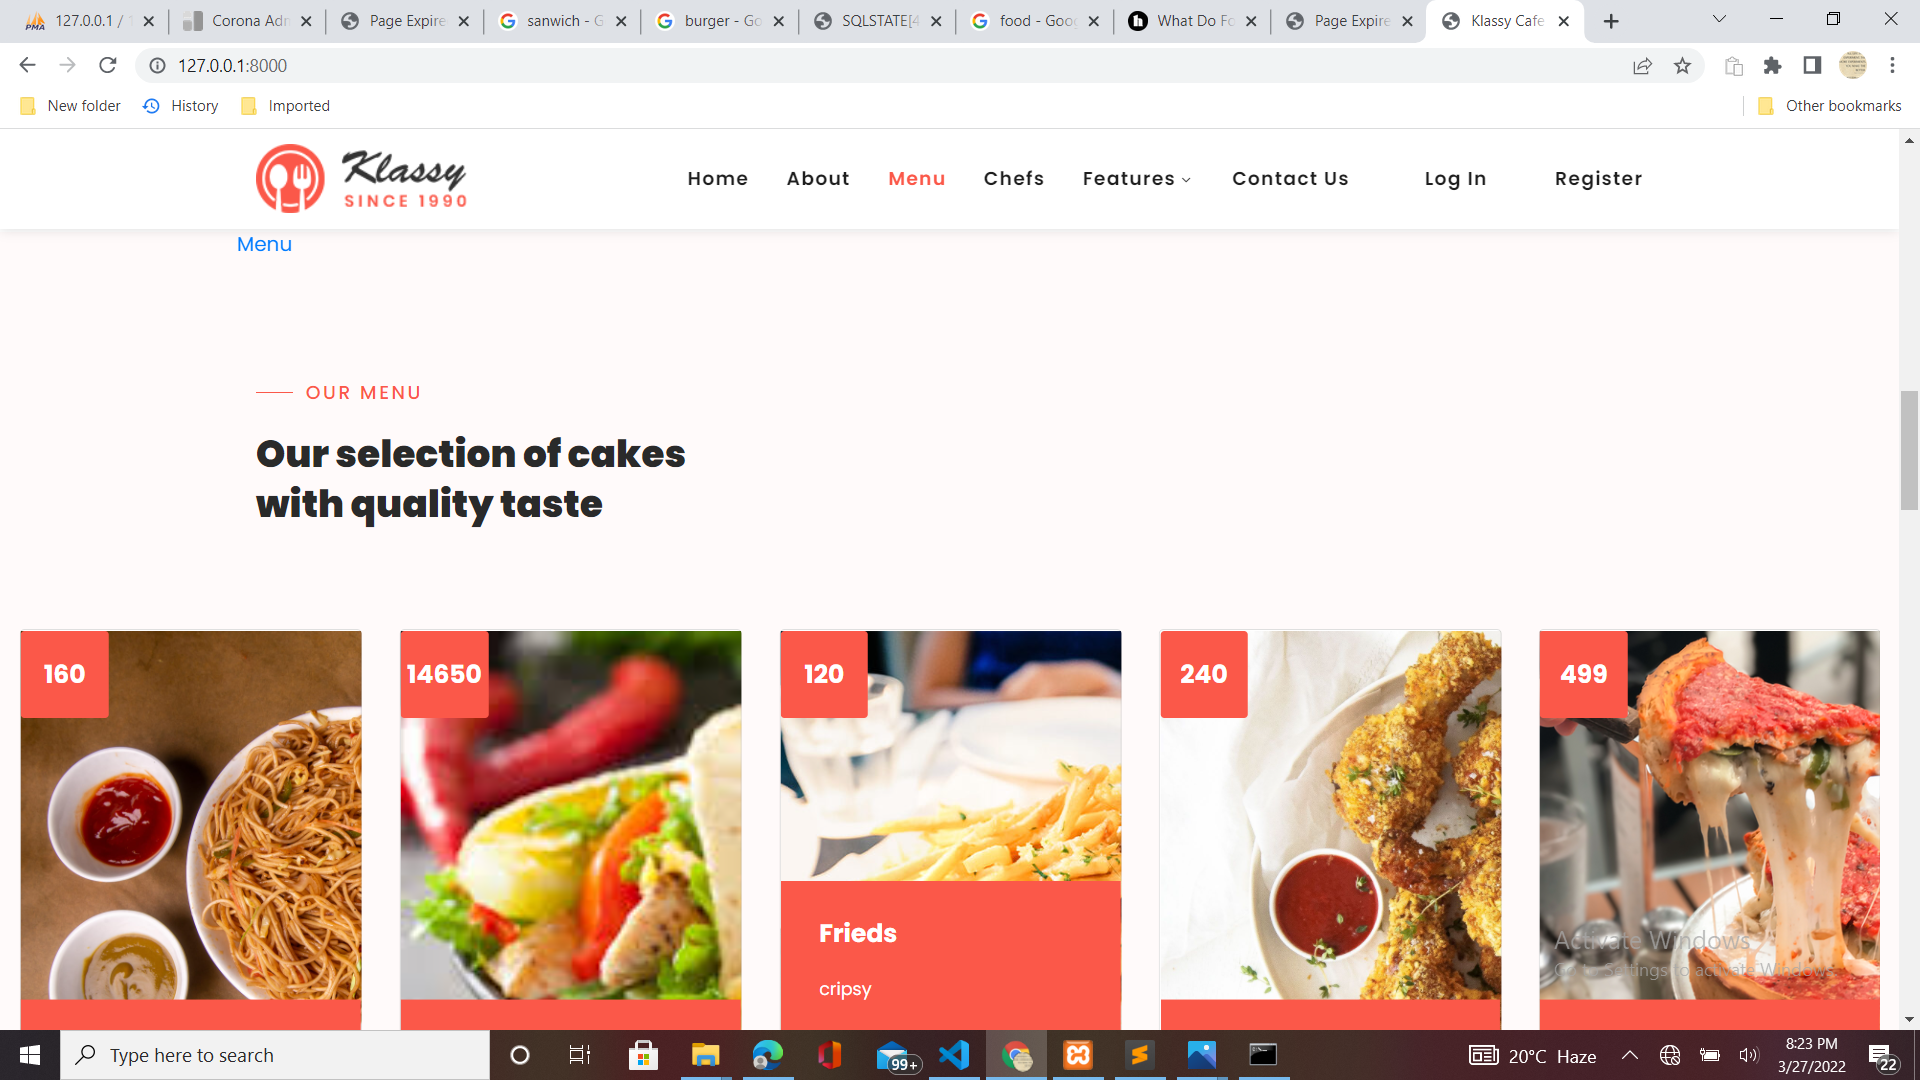 127.0.0.1 / 1
Corona Adn
Page Expire
sanwich - G
burger - Go
SQLSTATE[4
food - Goog
What Do Fo
Page Expire
Klassy Cafe
127.0.0.1:8000
New folder
History
Imported
Other bookmarks
Klassy
SINCE 1990
Home
About
Menu
Chefs
Features
Contact Us
Log In
Register
Menu
OUR MENU
Our selection of cakes
with quality taste
160
14650
120
240
499
Frieds
cripsy
Activate Windows
Go to Settings to activate Windows.
Type here to search
99+
20°C Haze
8:23 PM
3/27/2022
22